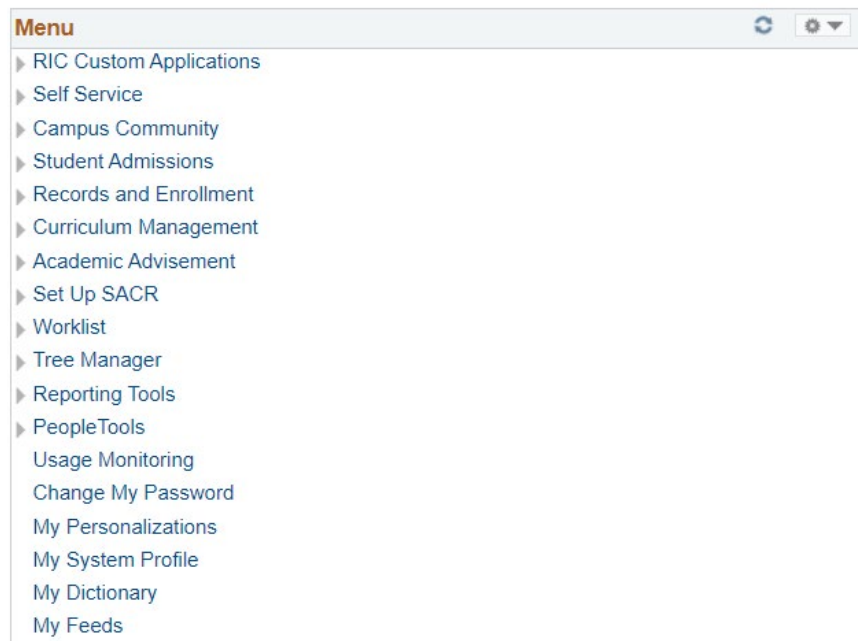 Menu
RIC Custom Applications
Self Service
Campus Community
Student Admissions
Records and Enrollment
Curriculum Management
Academic Advisement
Set Up SACR
Worklist
Tree Manager
Reporting Tools
PeopleTools
Usage Monitoring
Change My Password
My Personalizations
My System Profile
My Dictionary
My Feeds